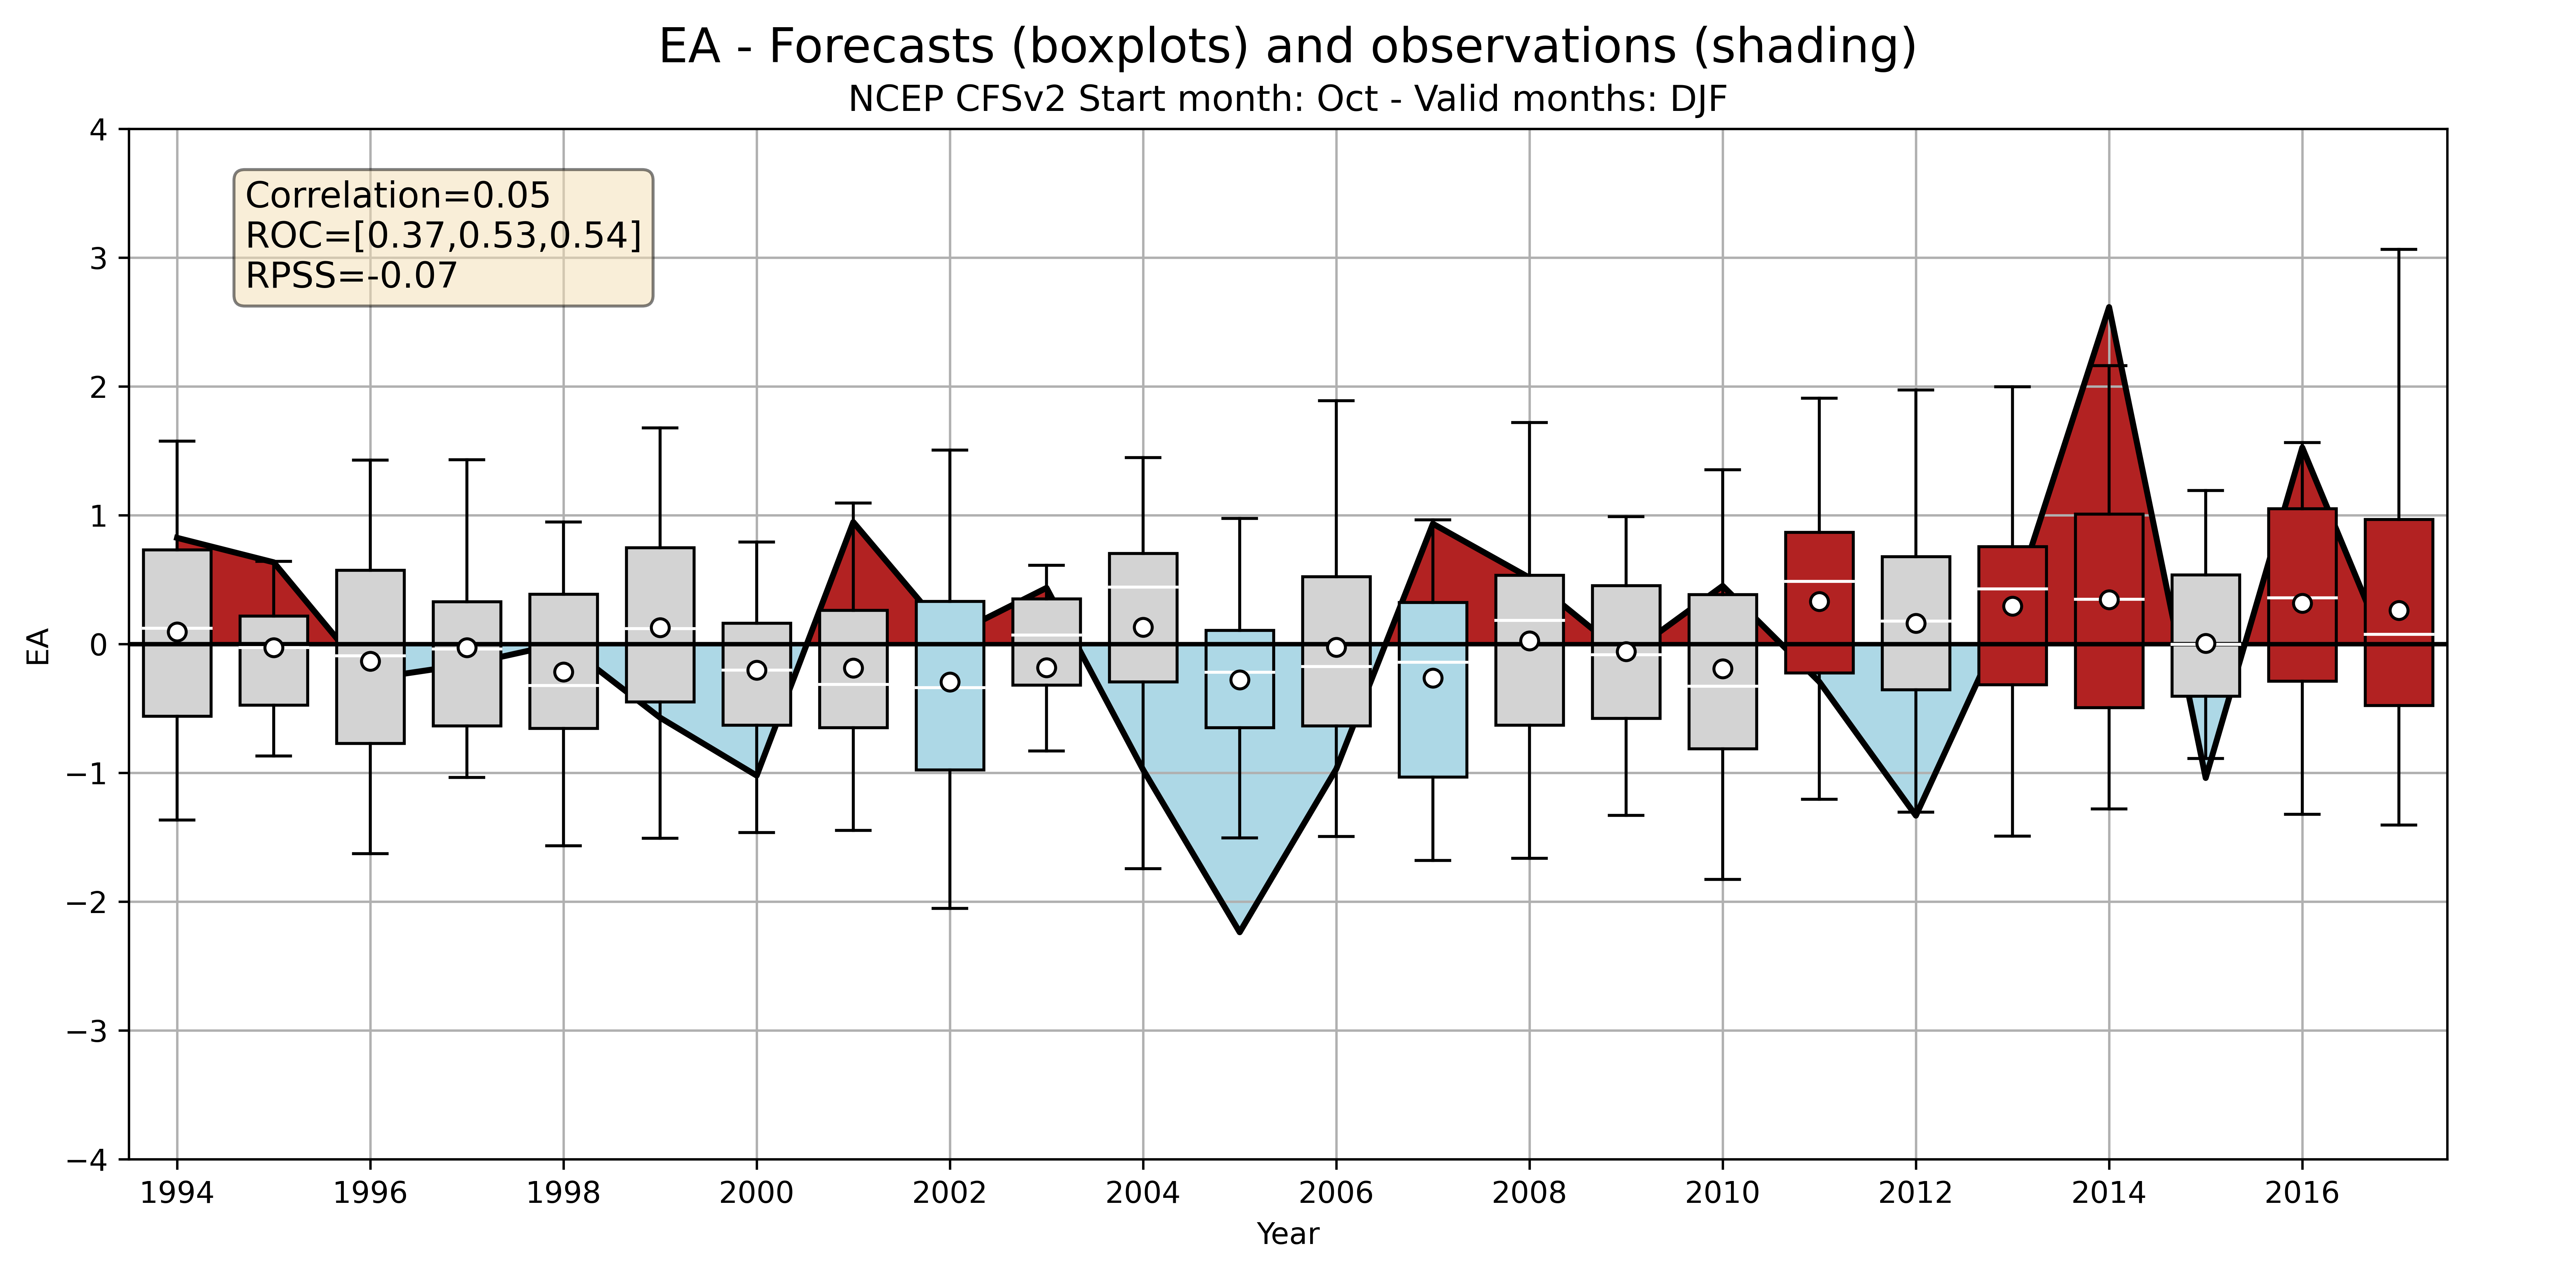 EA - Forecasts (boxplots) and observations (shading)
NCEP CFSv2 Start month: Oct - Valid months: DJF
Correlation=0.05
ROC=[0.37,0.53,0.54]
RPSS=-0.07
EA
4
3
2
1
0
−1
−2
−3
−4
1994 1996 1998 2000 2002 2004 2006 2008 2010 2012 2014 2016
Year